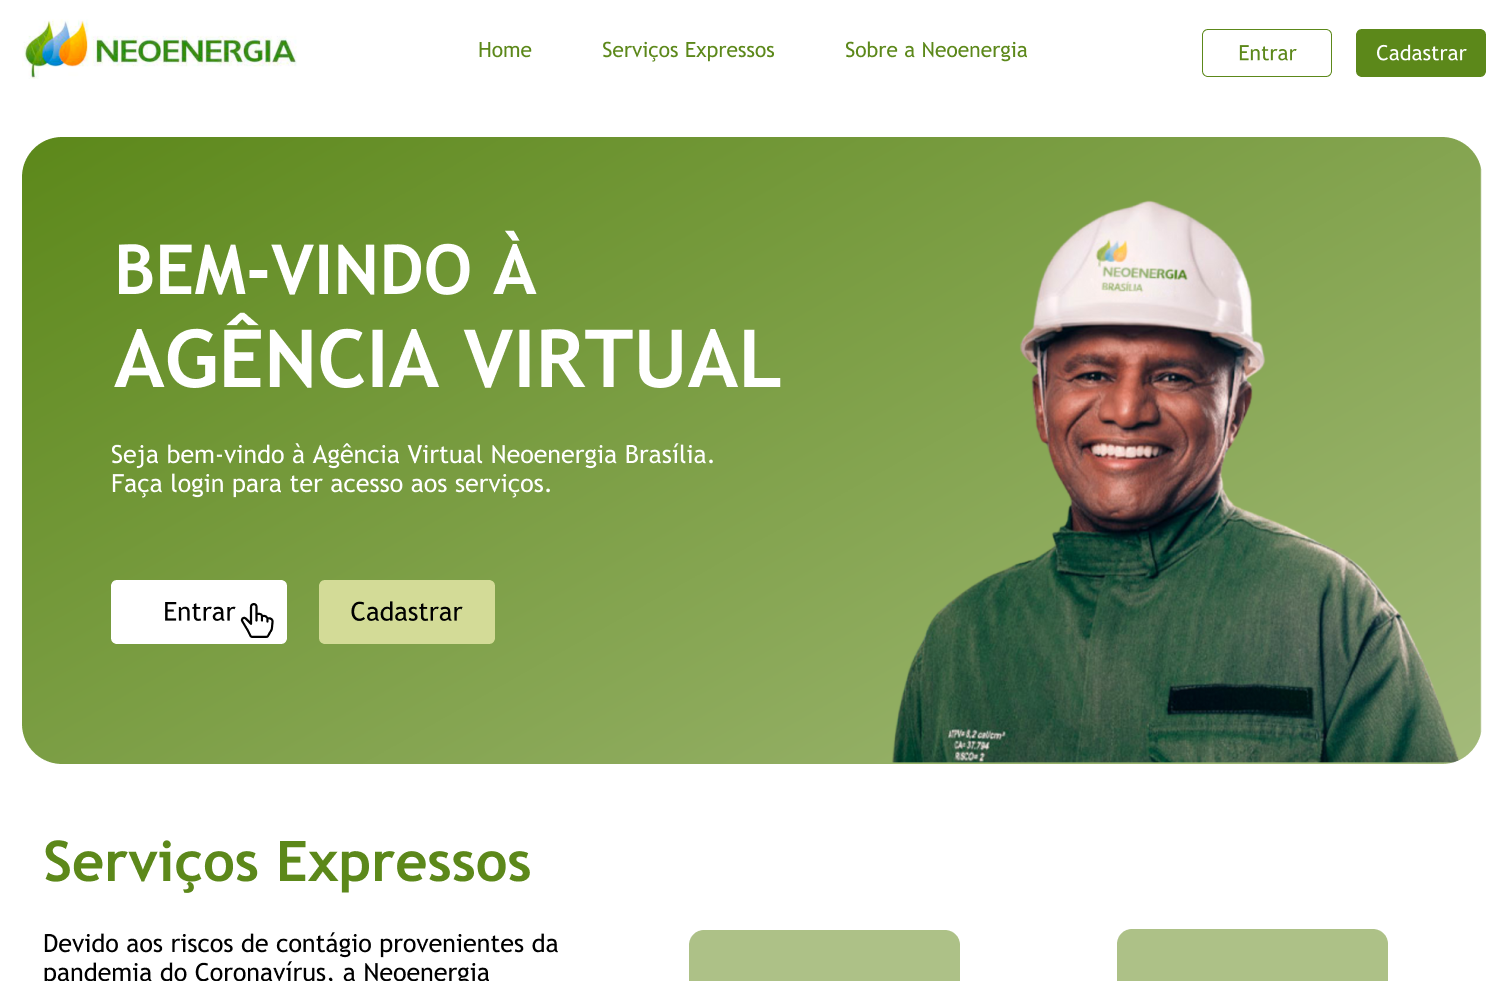 NEOENERGIA
Home
Serviços Expressos
Sobre a Neoenergia
Entrar
Cadastrar
BEM-VINDO À
AGÊNCIA VIRTUAL
Seja bem-vindo à Agência Virtual Neoenergia Brasília.
Faça login para ter acesso aos serviços.
Entrar
Cadastrar
NEOENERGIA
BRASÍLIA
ATPV= 8,2 cal/cm²
CA= 37.794
RISCO= 2
Serviços Expressos
Devido aos riscos de contágio provenientes da
pandemia do Coronavírus, a Neoenergia